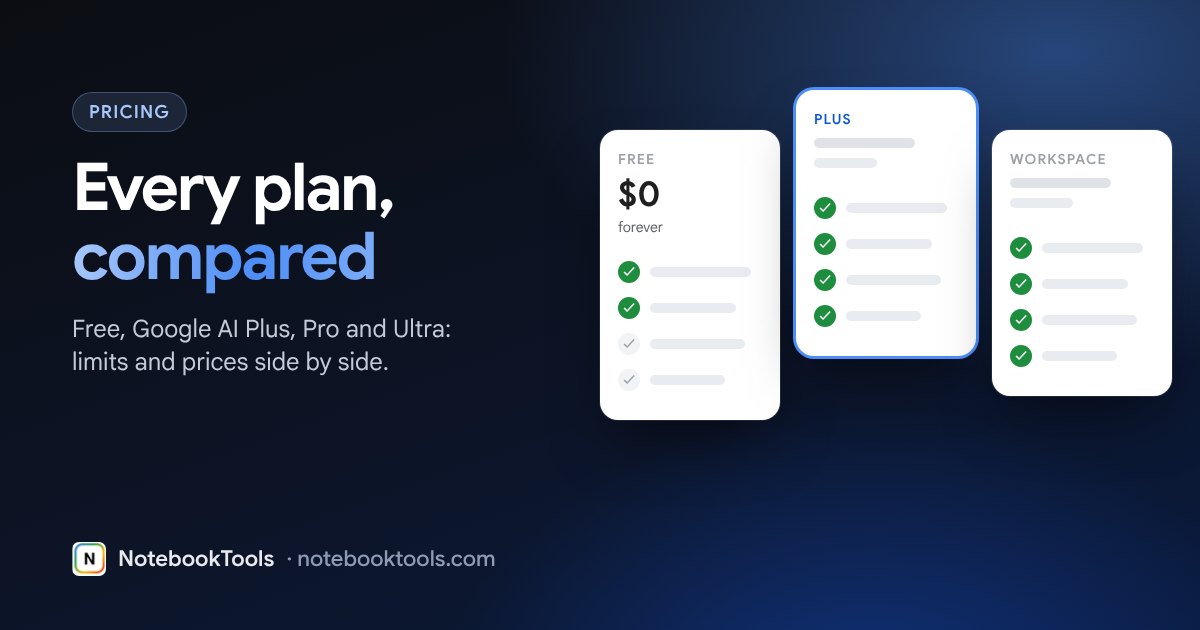 PRICING
Every plan,
compared
Free, Google AI Plus, Pro and Ultra:
limits and prices side by side.
FREE
$0
forever
PLUS
WORKSPACE
N
NotebookTools · notebooktools.com